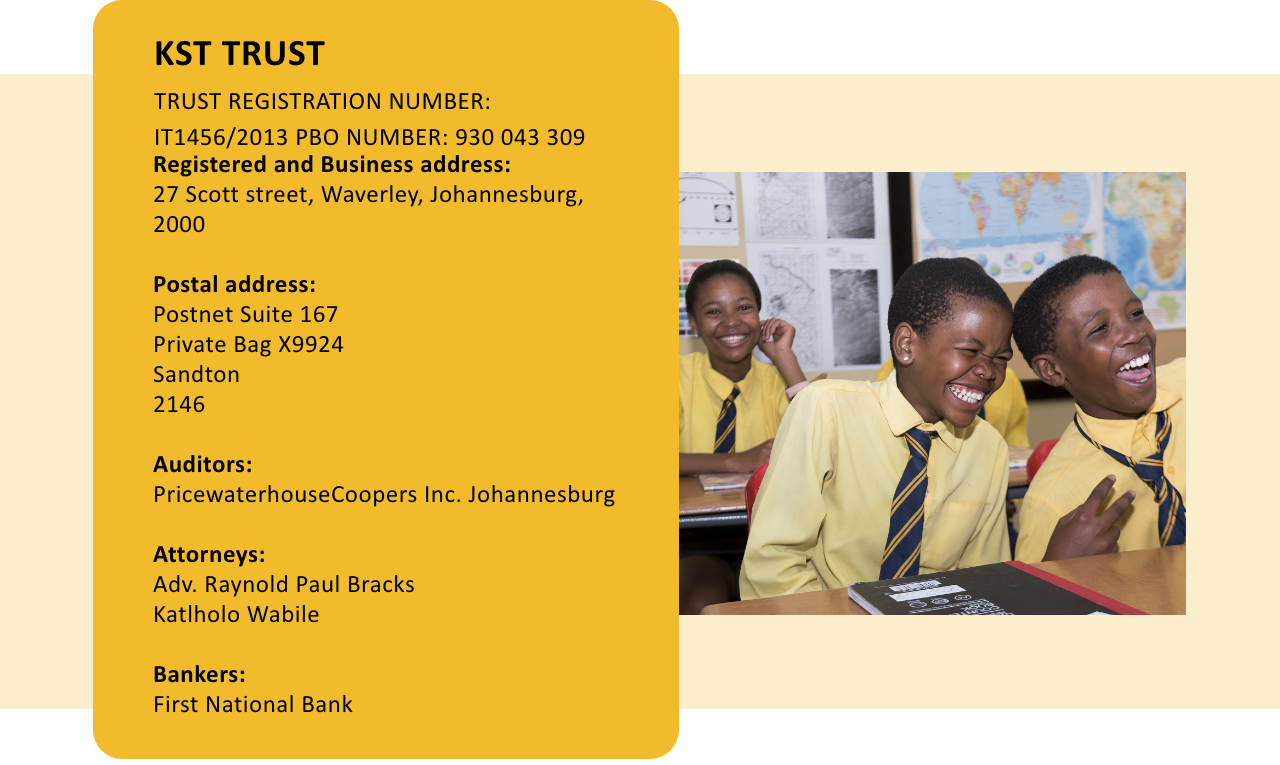 KST TRUST
TRUST REGISTRATION NUMBER:
IT1456/2013 PBO NUMBER: 930 043 309
Registered and Business address:
27 Scott street, Waverley, Johannesburg,
2000
Postal address:
Postnet Suite 167
Private Bag X9924
Sandton
2146
Auditors:
PricewaterhouseCoopers Inc. Johannesburg
Attorneys:
Adv. Raynold Paul Bracks
Katlholo Wabile
Bankers:
First National Bank